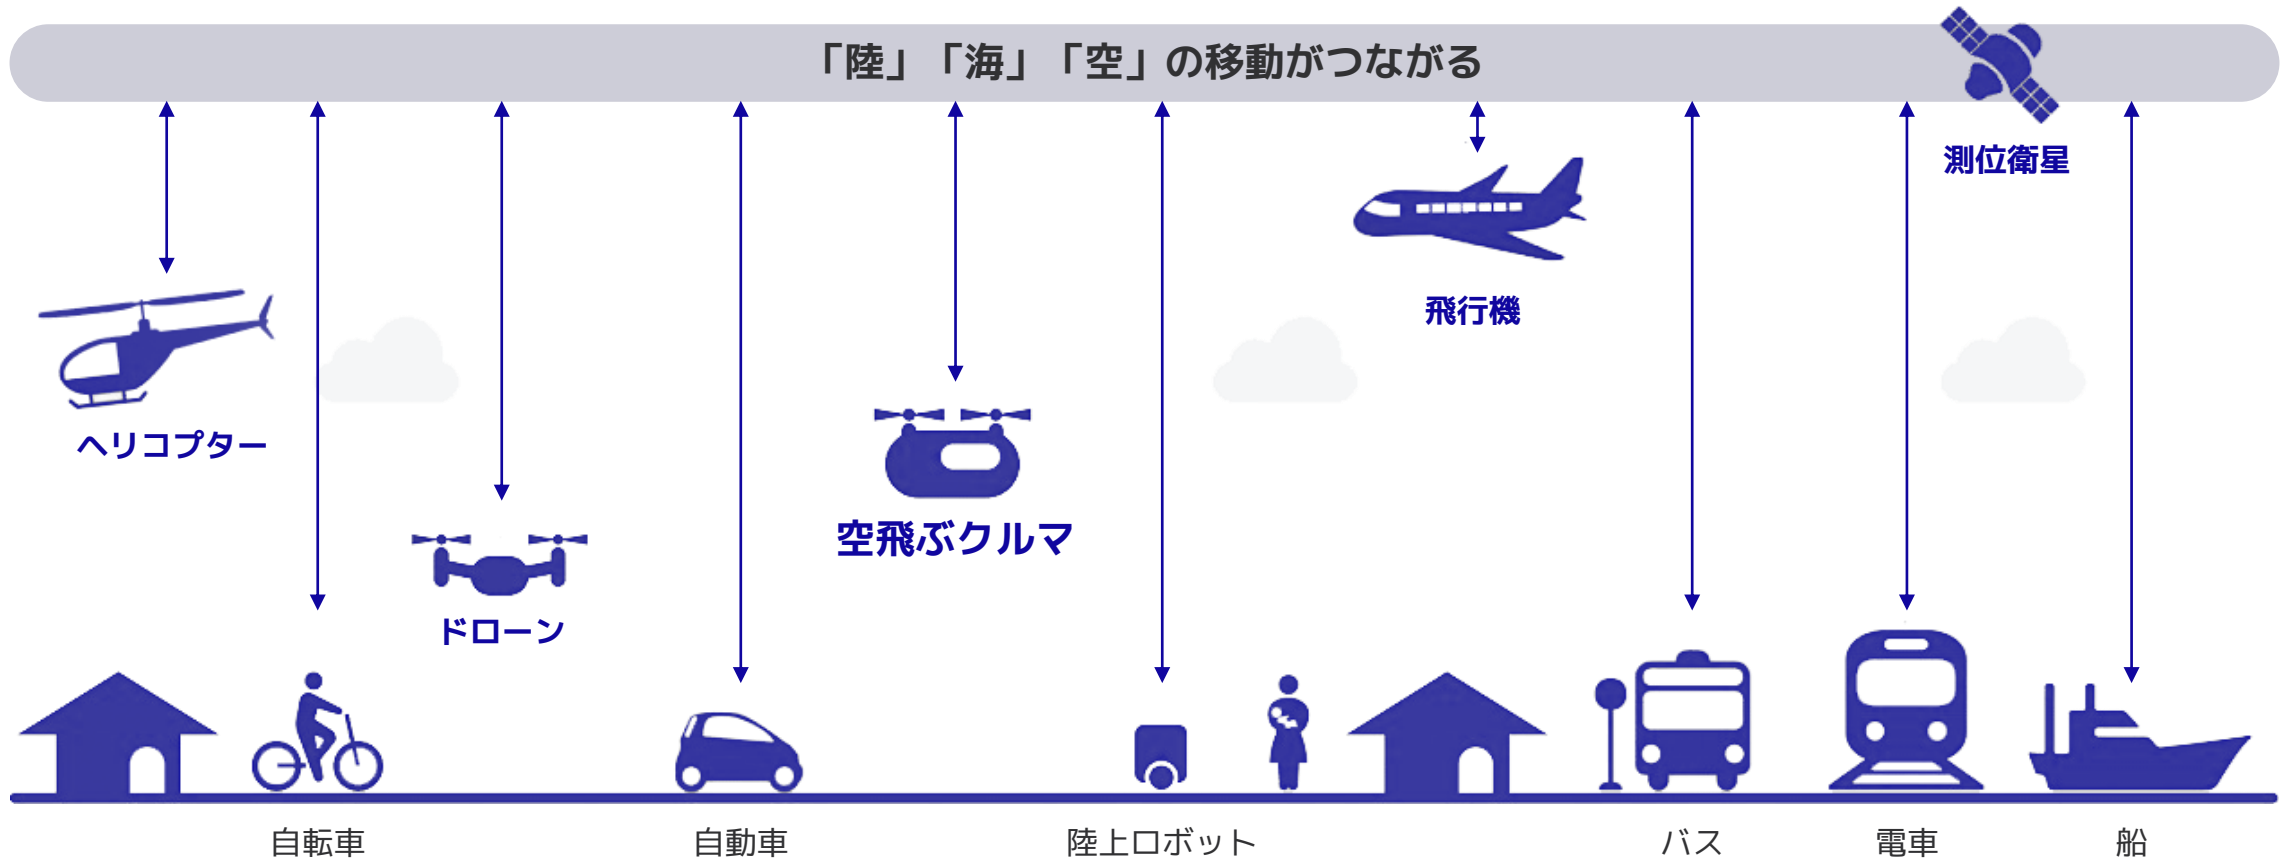 「陸」「海」「空」の移動がつながる
測位衛星
飛行機
ヘリコプター
空飛ぶクルマ
ドローン
自転車
自動車
陸上ロボット
バス
電車
船